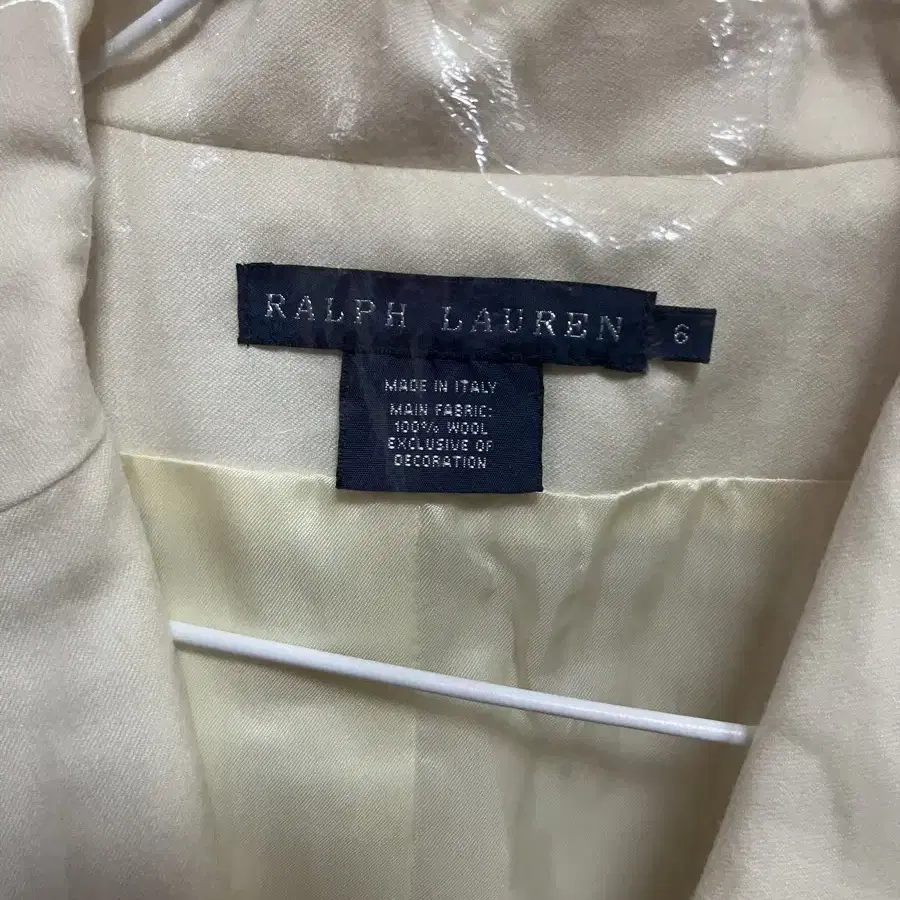 RALPH LAUREN 6
MADE IN ITALY
MAIN FABRIC:
100% WOOL
EXCLUSIVE OF
DECORATION